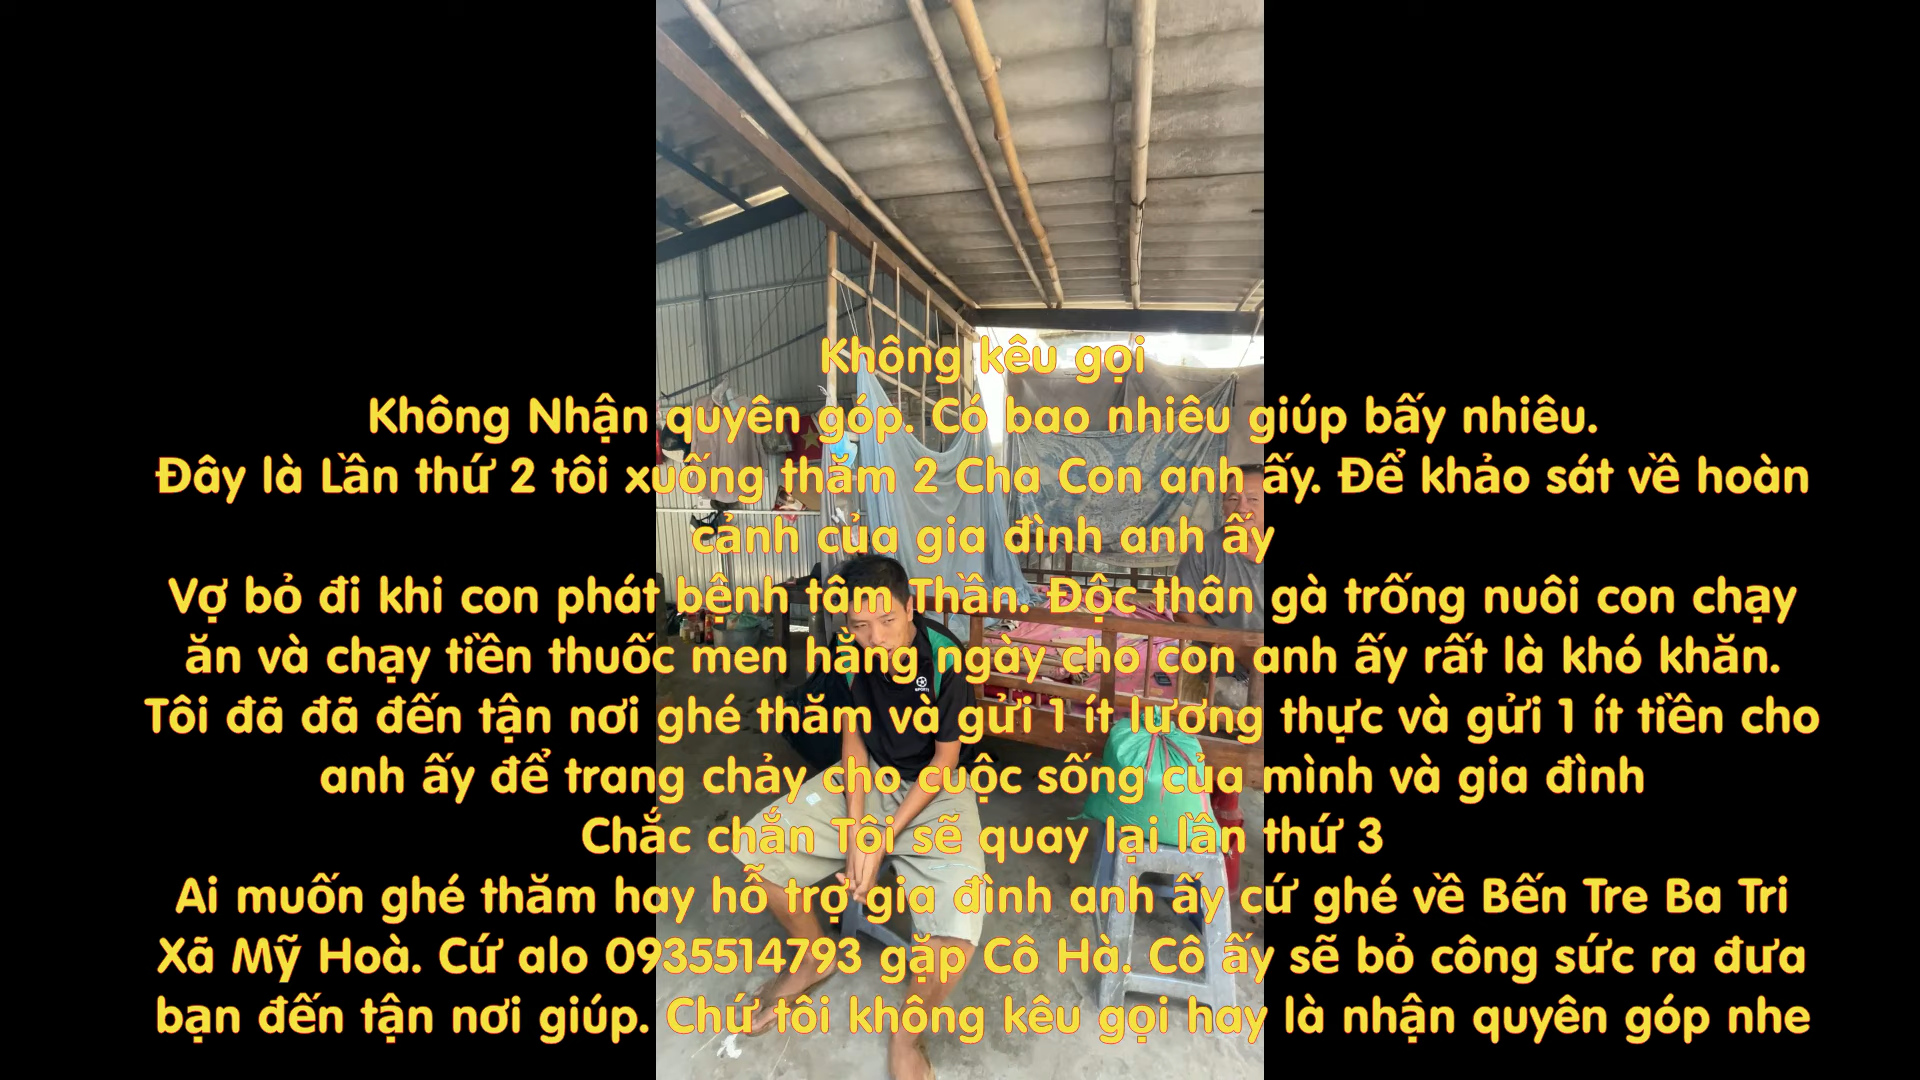 Không kêu gọi
Không Nhận quyên góp. Có bao nhiêu giúp bấy nhiêu.
Đây là Lần thứ 2 tôi xuống thăm 2 Cha Con anh ấy. Để khảo sát về hoàn
cảnh của gia đình anh ấy
Vợ bỏ đi khi con phát bệnh tâm Thần. Độc thân gà trống nuôi con chạy
ăn và chạy tiền thuốc men hằng ngày cho con anh ấy rất là khó khăn.
Tôi đã đã đến tận nơi ghé thăm và gửi 1 ít lương thực và gửi 1 ít tiền cho
anh ấy để trang chảy cho cuộc sống của mình và gia đình
Chắc chắn Tôi sẽ quay lại lần thứ 3
Ai muốn ghé thăm hay hỗ trợ gia đình anh ấy cứ ghé về Bến Tre Ba Tri
Xã Mỹ Hoà. Cứ alo 0935514793 gặp Cô Hà. Cô ấy sẽ bỏ công sức ra đưa
bạn đến tận nơi giúp. Chứ tôi không kêu gọi hay là nhận quyên góp nhe
SPORTS